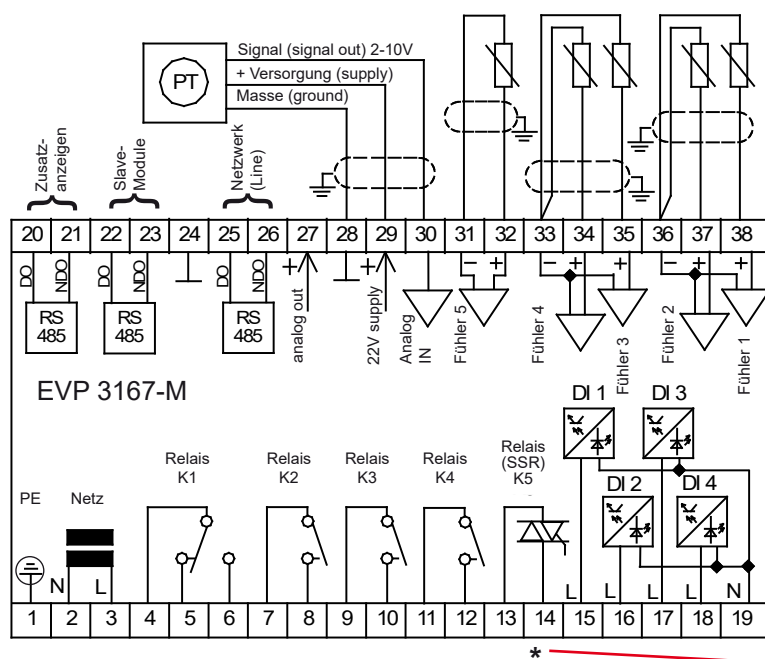 Signal (signal out) 2-10V
+ Versorgung (supply)
Masse (ground)
PT
Zusatz-
anzeigen
Slave-
Module
Netzwerk
(Line)
20 21 22 23 24 25 26 27 28 29 30 31 32 33 34 35 36 37 38
DO NDO DO NDO DO NDO + + - + - + + - + +
RS
485
RS
485
RS
485
analog out
22V supply
Analog
IN
Fühler 5
Fühler 4
Fühler 3
Fühler 2
Fühler 1
EVP 3167-M
DI 1 DI 3
DI 2 DI 4
PE
Netz
Relais
K1
Relais
K2
Relais
K3
Relais
K4
Relais
(SSR)
K5
N L L L L L N
1 2 3 4 5 6 7 8 9 10 11 12 13 14 15 16 17 18 19
*